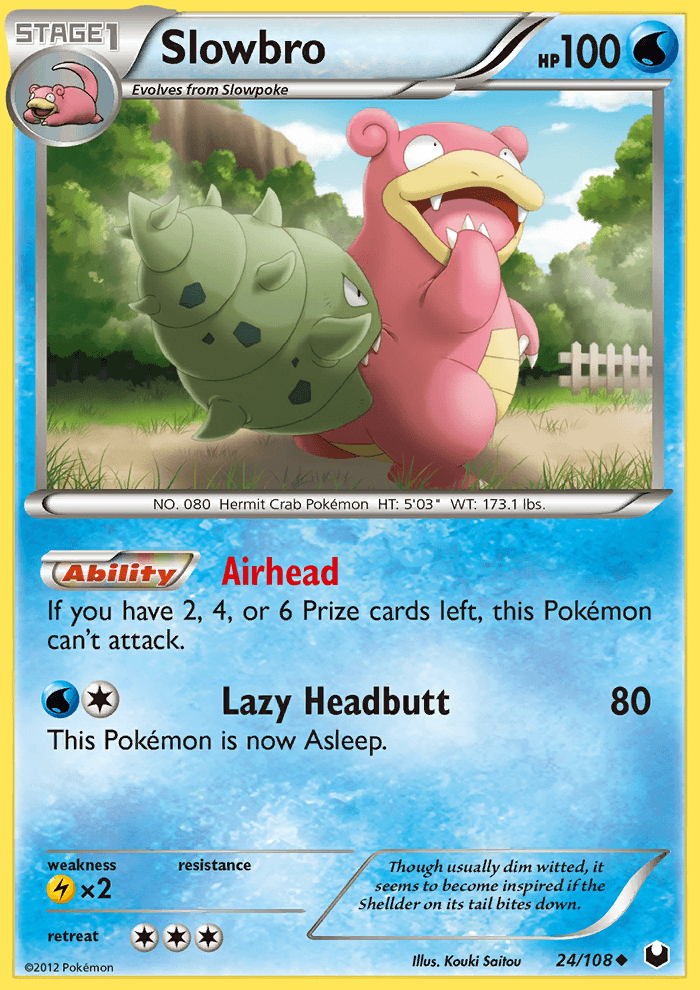 STAGE1
Slowbro
HP100
Evolves from Slowpoke
NO. 080 Hermit Crab Pokémon HT: 5'03" WT: 173.1 lbs.
Ability Airhead
If you have 2, 4, or 6 Prize cards left, this Pokémon
can't attack.
Lazy Headbutt 80
This Pokémon is now Asleep.
weakness resistance
×2
retreat
Though usually dim witted, it
seems to become inspired if the
Shellder on its tail bites down.
Illus. Kouki Saitou 24/108
©2012 Pokémon